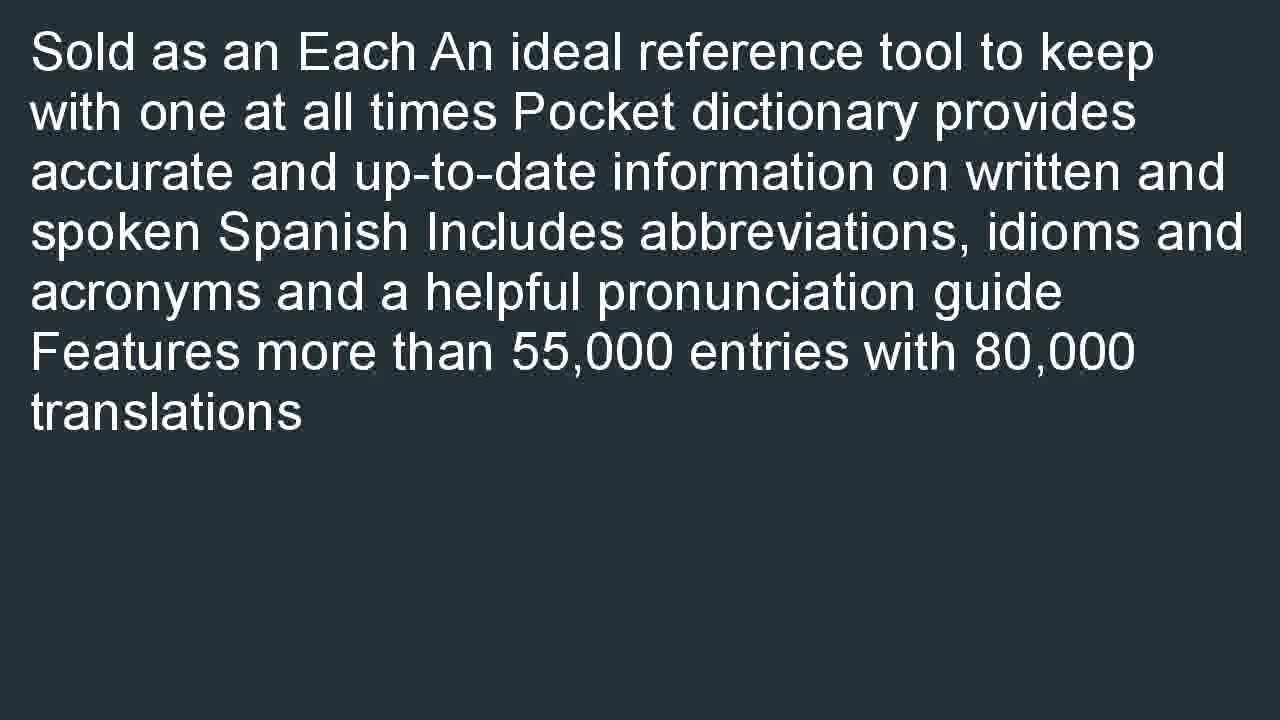 Sold as an Each An ideal reference tool to keep
with one at all times Pocket dictionary provides
accurate and up-to-date information on written and
spoken Spanish Includes abbreviations, idioms and
acronyms and a helpful pronunciation guide
Features more than 55,000 entries with 80,000
translations